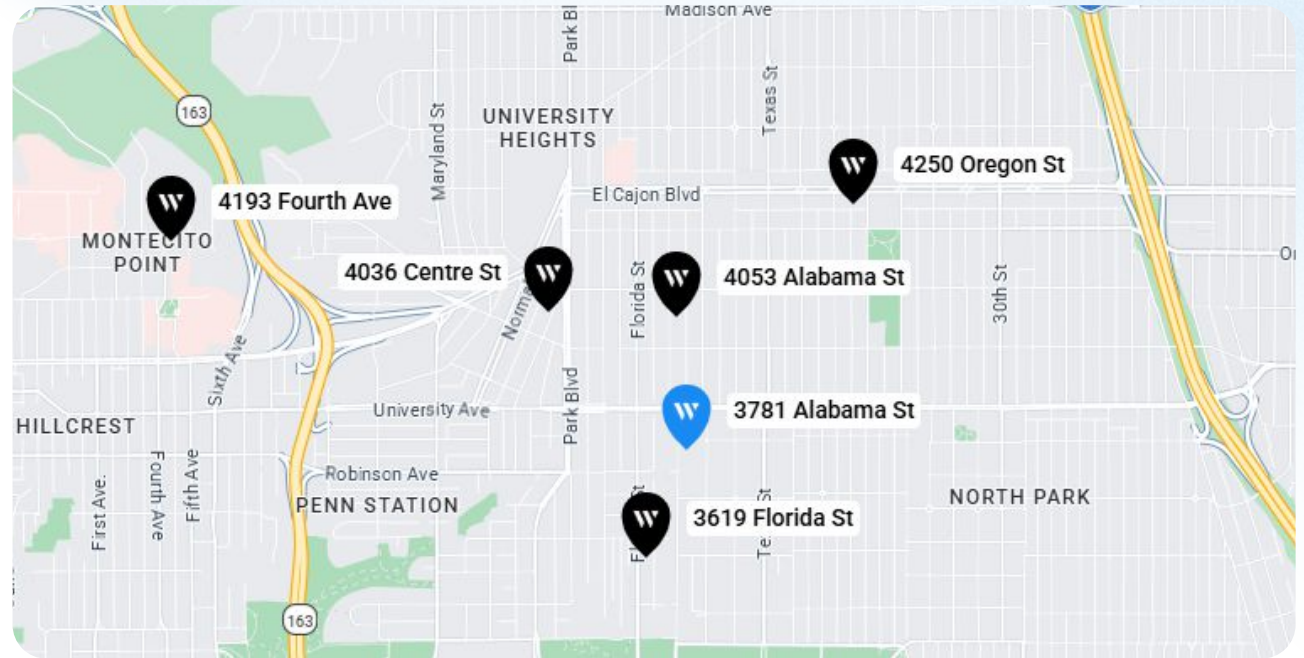 Madison Ave
Park Bl
163
Texas St
UNIVERSITY
HEIGHTS
Maryland St
W 4250 Oregon St
W 4193 Fourth Ave
El Cajon Blvd
MONTECITO
POINT
4036 Centre St W
W 4053 Alabama St
Florida St
30th St
Sixth Ave
Park Blvd
University Ave
W 3781 Alabama St
HILLCREST
Robinson Ave
First Ave.
Fourth Ave
Fifth Ave
PENN STATION
NORTH PARK
W 3619 Florida St
163